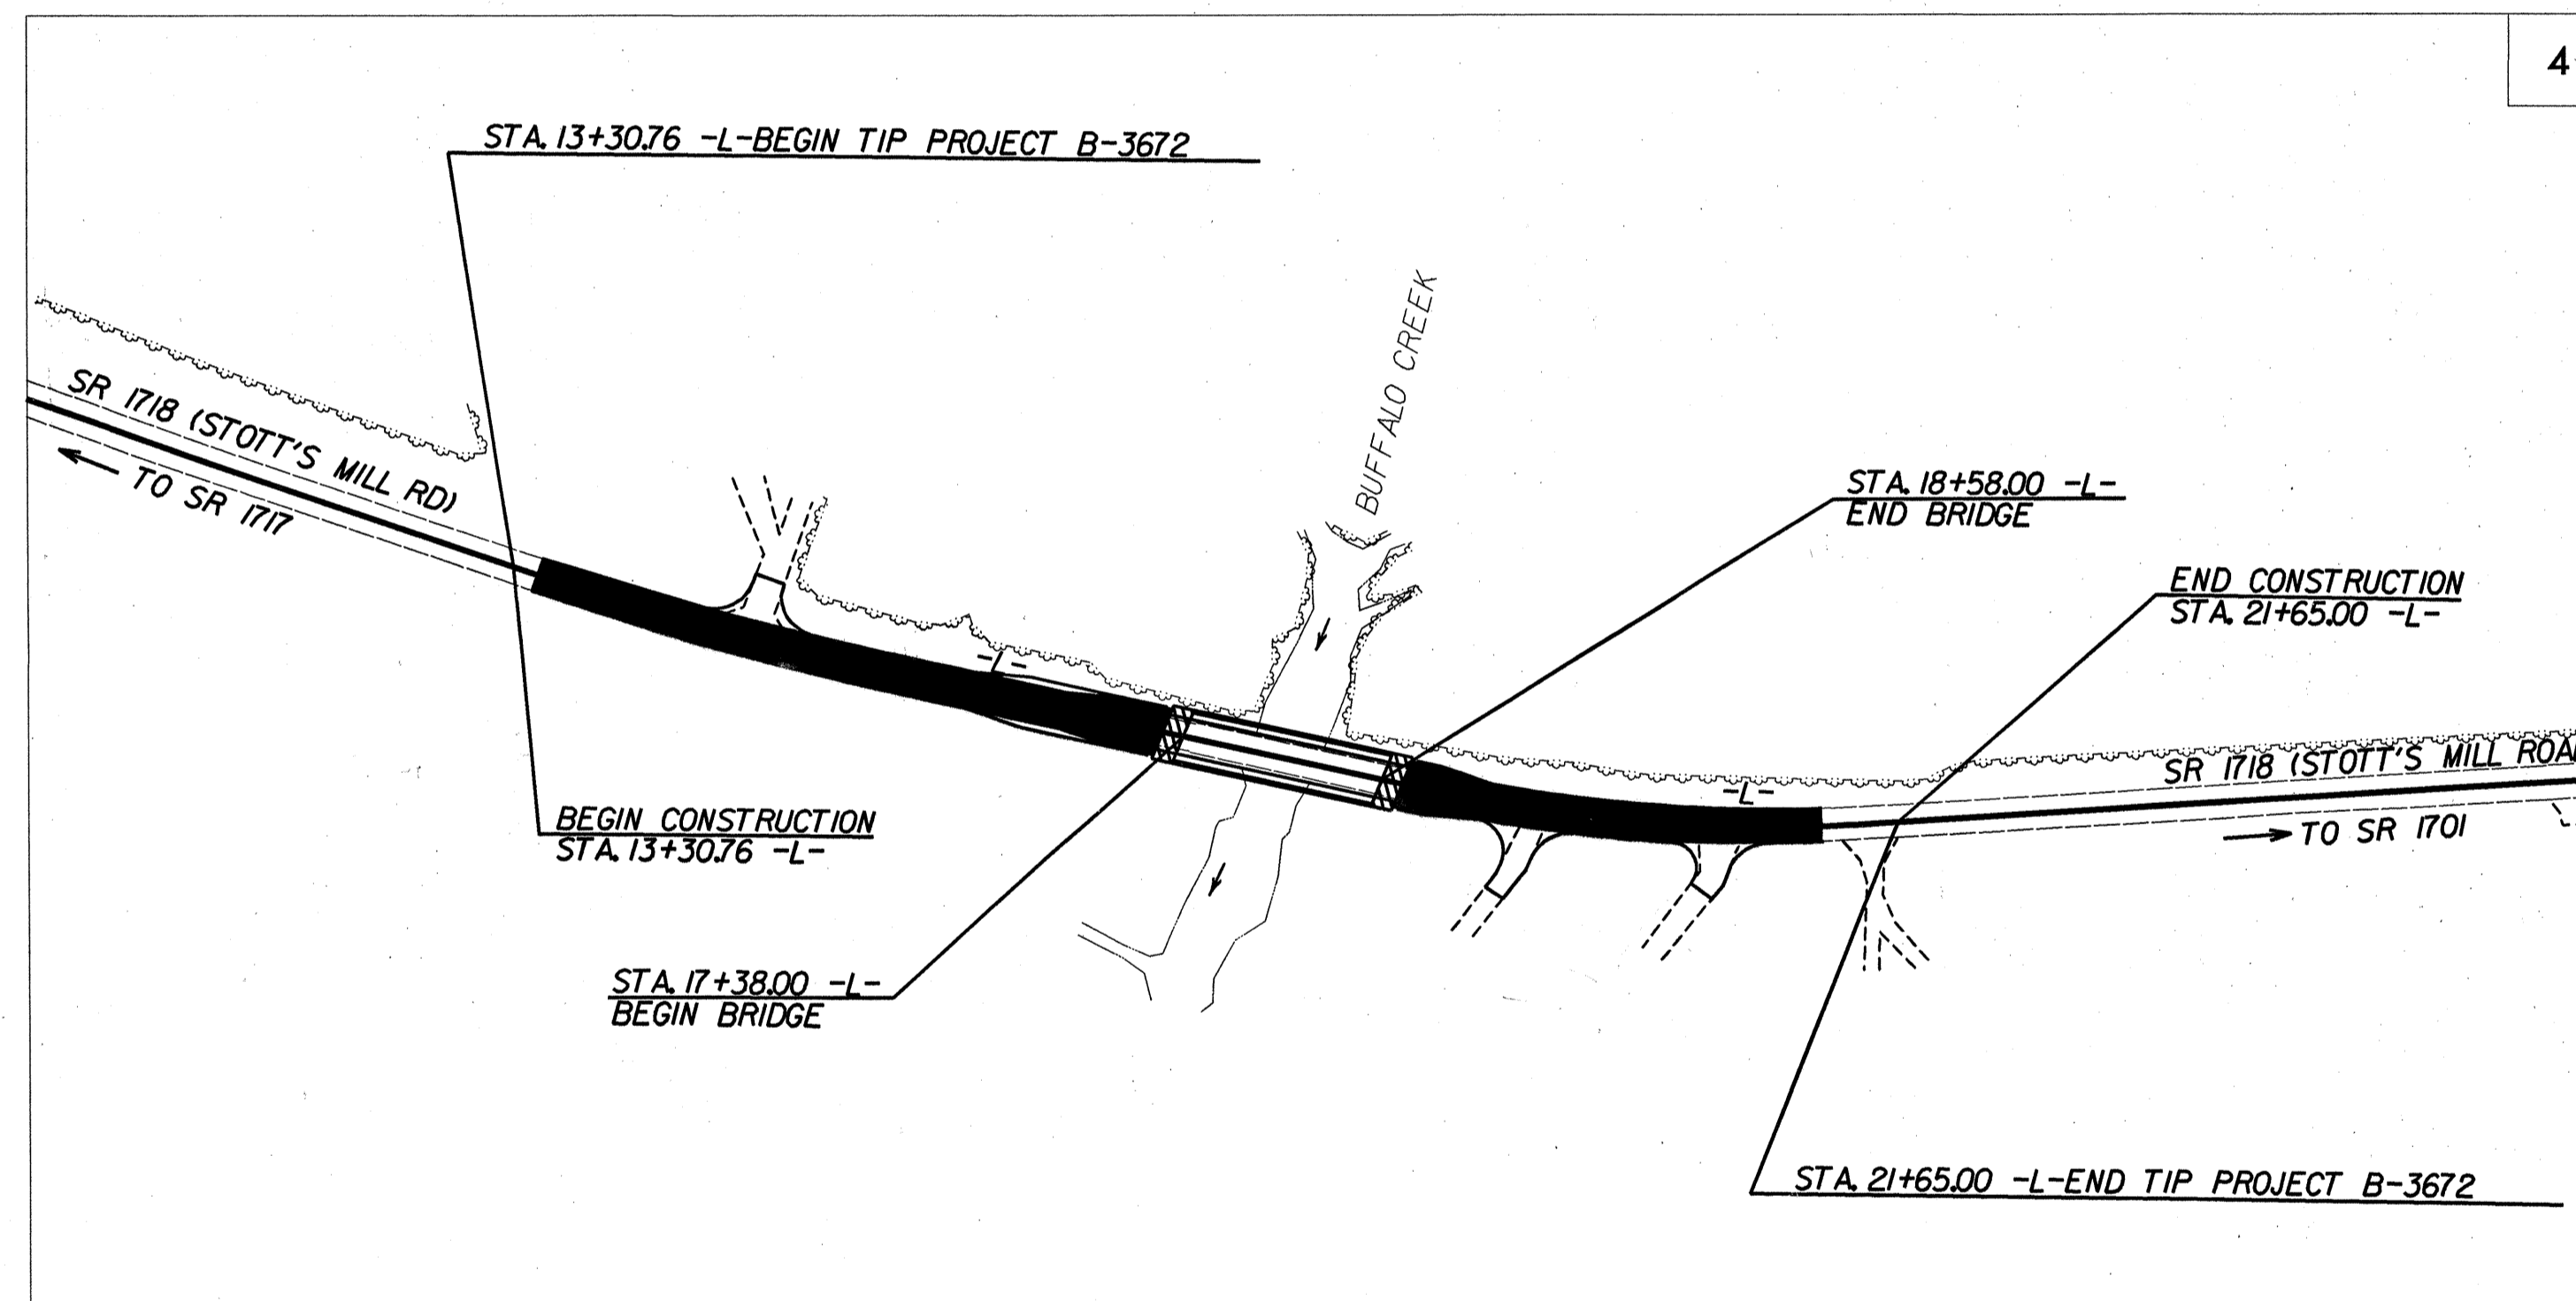 4
STA. 13+30.76 -L-BEGIN TIP PROJECT B-3672
BUFFALO CREEK
SR 1718 (STOTT'S MILL RD)
TO SR 1717
STA. 18+58.00 -L-
END BRIDGE
END CONSTRUCTION
STA. 21+65.00 -L-
-L-
SR 1718 (STOTT'S MILL ROA
-L-
TO SR 1701
BEGIN CONSTRUCTION
STA. 13+30.76 -L-
STA. 17+38.00 -L-
BEGIN BRIDGE
STA. 21+65.00 -L-END TIP PROJECT B-3672